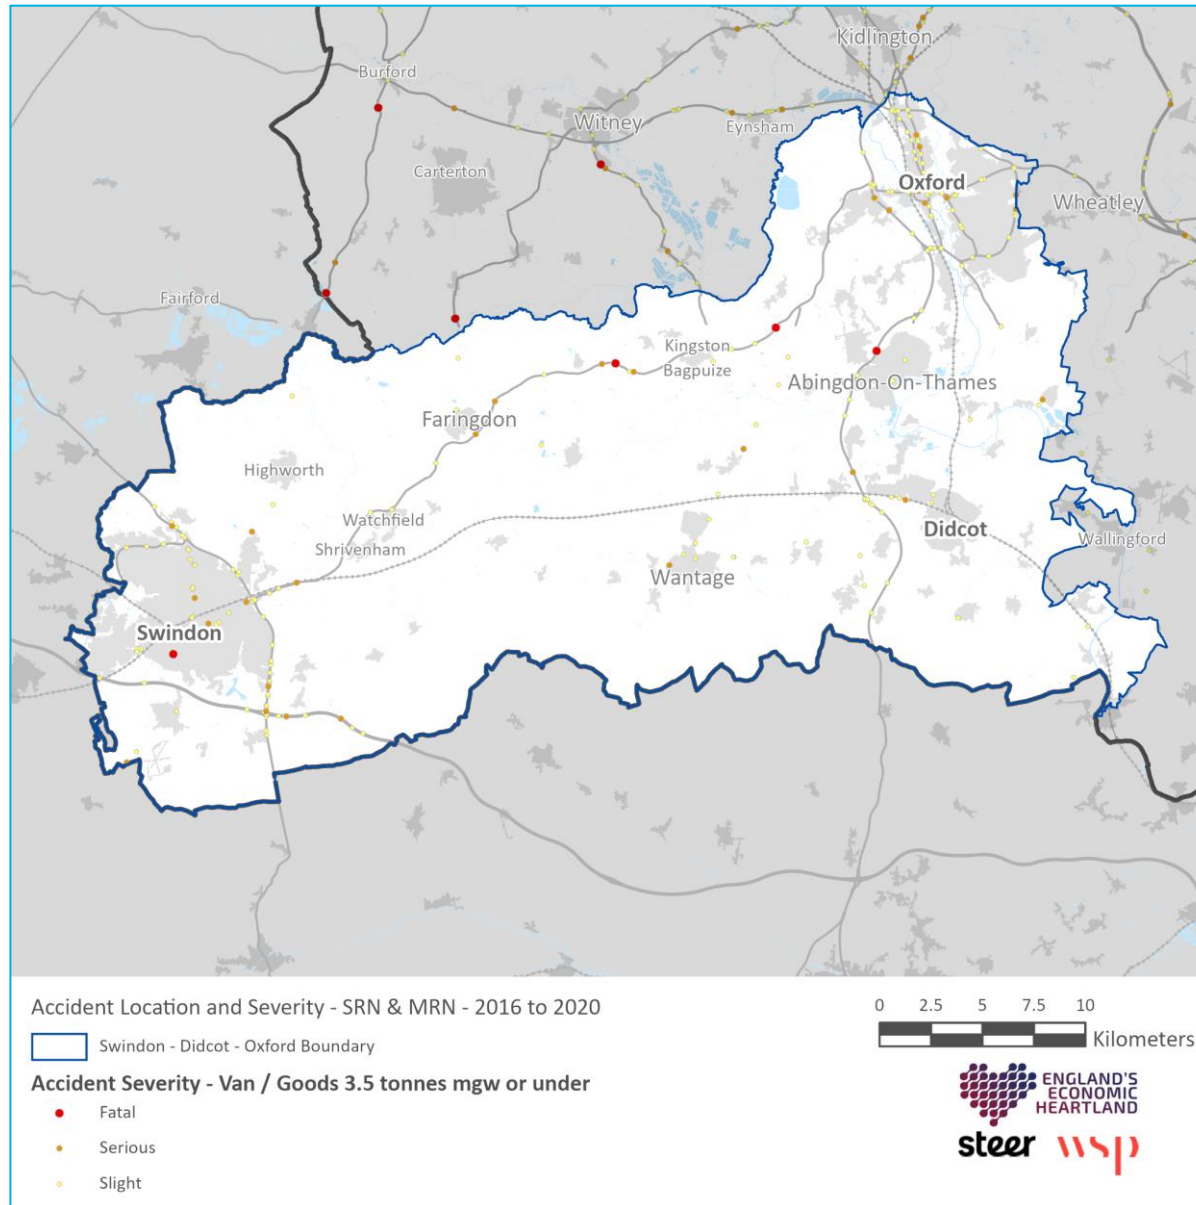 Kidlington
Burford
Witney
Eynsham
Carterton
Oxford
Wheatley
Fairford
Kingston
Bagpuize
Abingdon-On-Thames
Faringdon
Highworth
Watchfield
Shrivenham
Didcot
Wallingford
Wantage
Swindon
Accident Location and Severity - SRN & MRN - 2016 to 2020
Swindon - Didcot - Oxford Boundary
Accident Severity - Van / Goods 3.5 tonnes mgw or under
Fatal
Serious
Slight
0 2.5 5 7.5 10
Kilometers
ENGLAND'S
ECONOMIC
HEARTLAND
steer wsp